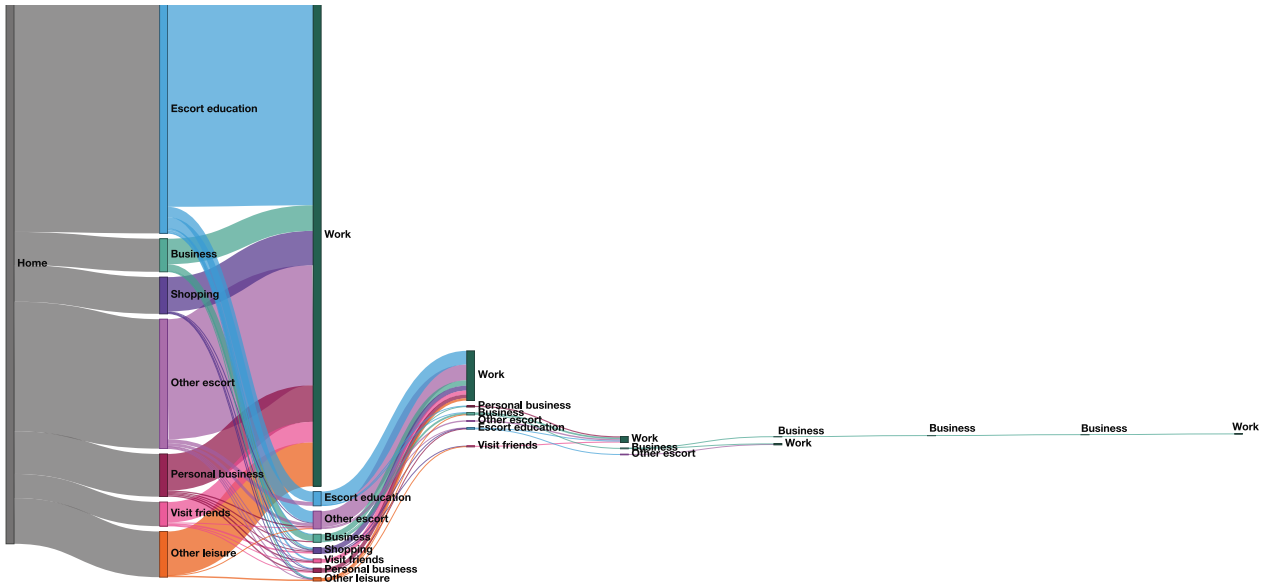 Home
Escort education
Business
Shopping
Other escort
Personal business
Visit friends
Other leisure
Work
Escort education
Other escort
Business
Shopping
Visit friends
Personal business
Other leisure
Work
Personal business
Business
Other escort
Escort education
Visit friends
Work
Business
Other escort
Business
Work
Business
Business
Work